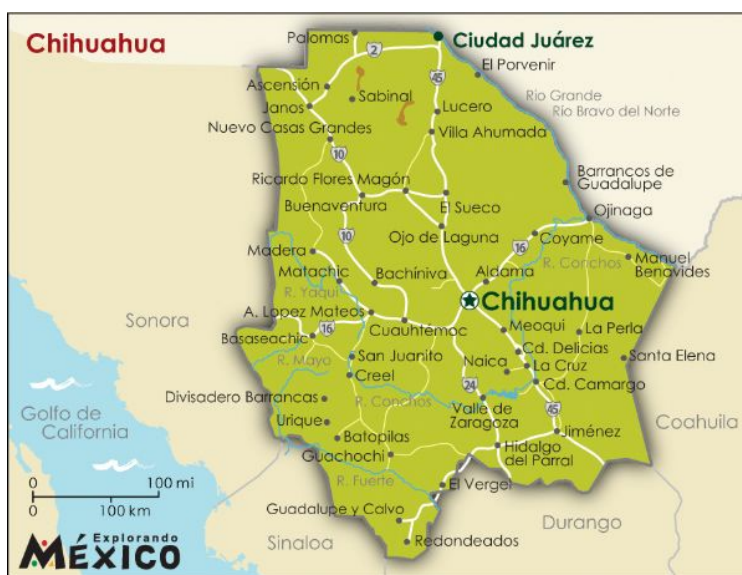 Chihuahua
Palomas
2
Ciudad Juárez
45
El Porvenir
Ascensión
Sabinal
Janos
Lucero
Rio Grande
Rio Bravo del Norte
Nuevo Casas Grandes
Villa Ahumada
10
Ricardo Flores Magón
Barrancos de
Guadalupe
Buenaventura
El Sueco
Ojinaga
10
Ojo de Laguna
16
Coyame
Madera
R. Conchos
Manuel
Benavides
Matachic
Bachíniva
Aldama
R. Yaqui
Chihuahua
A. Lopez Mateos
Sonora
16
Cuauhtemoc
Meoqui
La Perla
Basaseachic
Cd. Delicias
R. Mayo
San Juanito
Naica
La Cruz
Santa Elena
Creel
24
Cd. Camargo
Divisadero Barrancas
R. Conchos
Valle de
Zaragoza
45
Golfo de
California
Urique
Coahuila
Batopilas
Jiménez
Guachochi
Hidalgo
del Parral
0 100 mi
R. Fuerte
El Vergel
0 100 km
Guadalupe y Calvo
Durango
Explorando
MÉXICO
Sinaloa
Redondeados